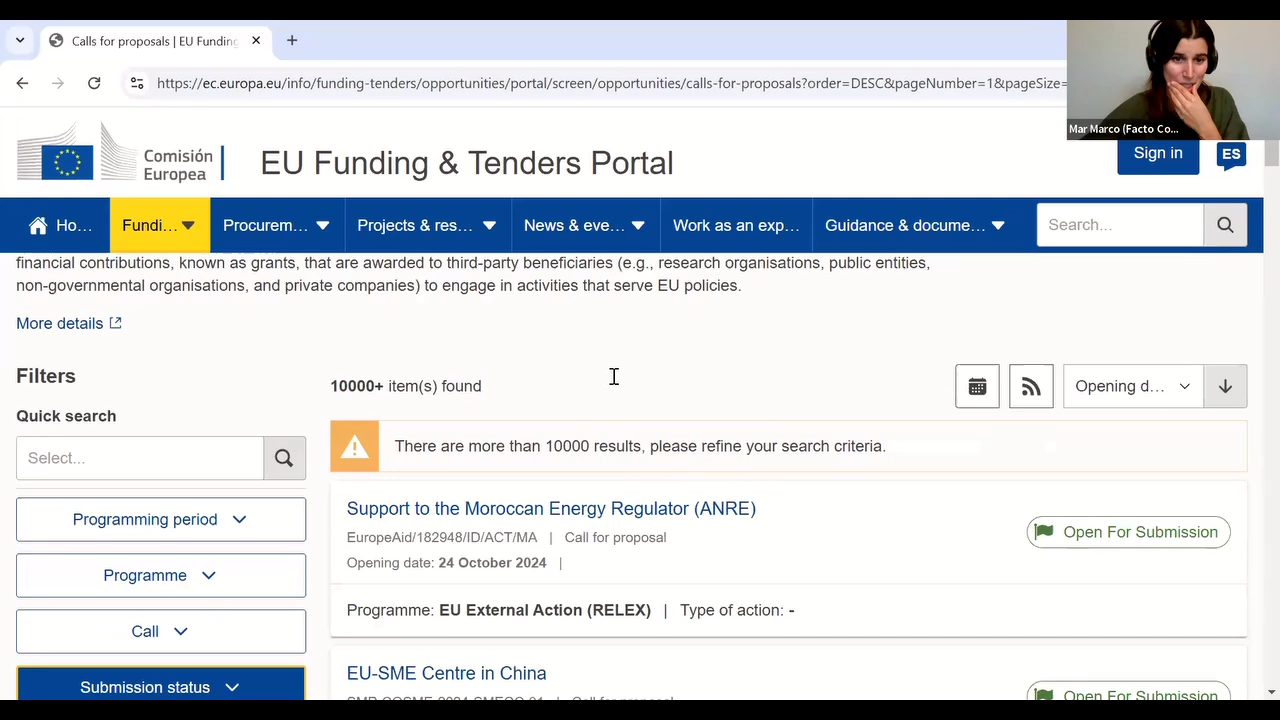 Calls for proposals | EU Funding
https://ec.europa.eu/info/funding-tenders/opportunities/portal/screen/opportunities/calls-for-proposals?order=DESC&pageNumber=1&pageSize=
Mar Marco (Facto Co...
Comisión
Europea
EU Funding & Tenders Portal
Sign in
ES
Ho...
Fundi...
Procurem...
Projects & res...
News & eve...
Work as an exp...
Guidance & docume...
Search...
financial contributions, known as grants, that are awarded to third-party beneficiaries (e.g., research organisations, public entities,
non-governmental organisations, and private companies) to engage in activities that serve EU policies.
More details
Filters
10000+ item(s) found
Opening d...
Quick search
Select...
There are more than 10000 results, please refine your search criteria.
Programming period
Programme
Call
Submission status
Support to the Moroccan Energy Regulator (ANRE)
EuropeAid/182948/ID/ACT/MA | Call for proposal
Opening date: 24 October 2024 |
Open For Submission
Programme: EU External Action (RELEX) | Type of action: -
EU-SME Centre in China
Call for proposal
Open For Submission